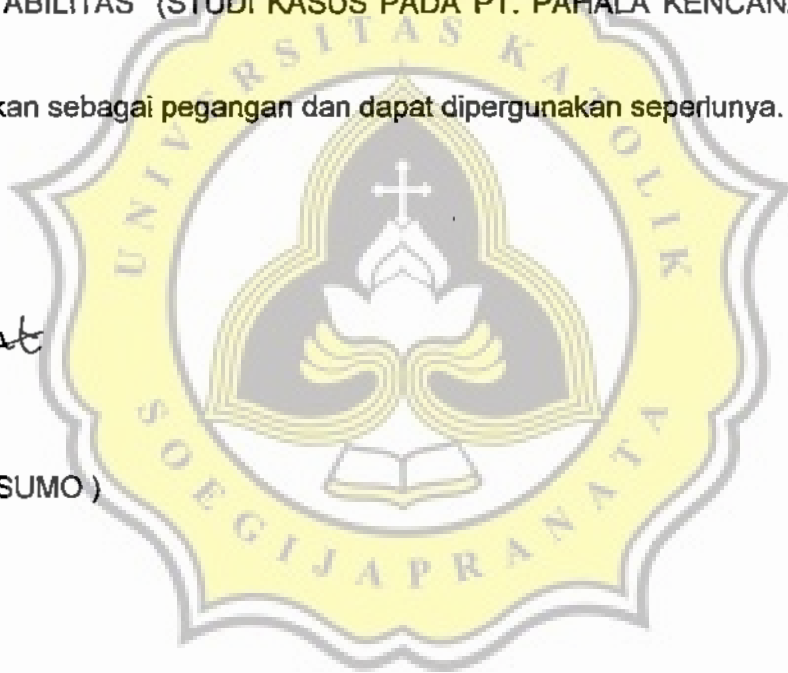 ABILITAS" (STUDI KASUS PADA PT. PAHALA KENCANA
kan sebagai pegangan dan dapat dipergunakan seperlunya.
UNIVERSITAS KATOLIK
SUMO )
SOEGIJAPRANATA